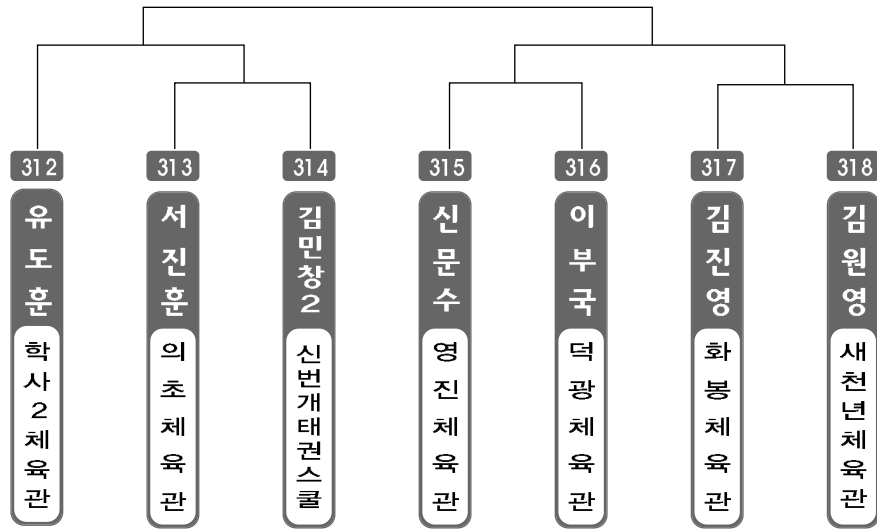 312
유도훈
학사2체육관
313
서진훈
의초체육관
314
김민창2
신번개태권스쿨
315
신문수
영진체육관
316
이부국
덕광체육관
317
김진영
화봉체육관
318
김원영
새천년체육관